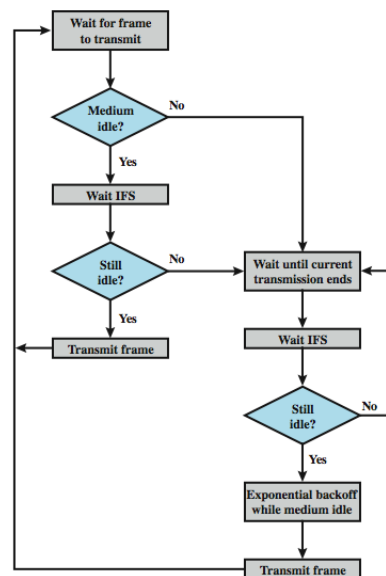 Wait for frame
to transmit
Medium
idle?
No
Yes
Wait IFS
Still
idle?
No
Wait until current
transmission ends
Yes
Transmit frame
Wait IFS
Still
idle?
No
Yes
Exponential backoff
while medium idle
Transmit frame